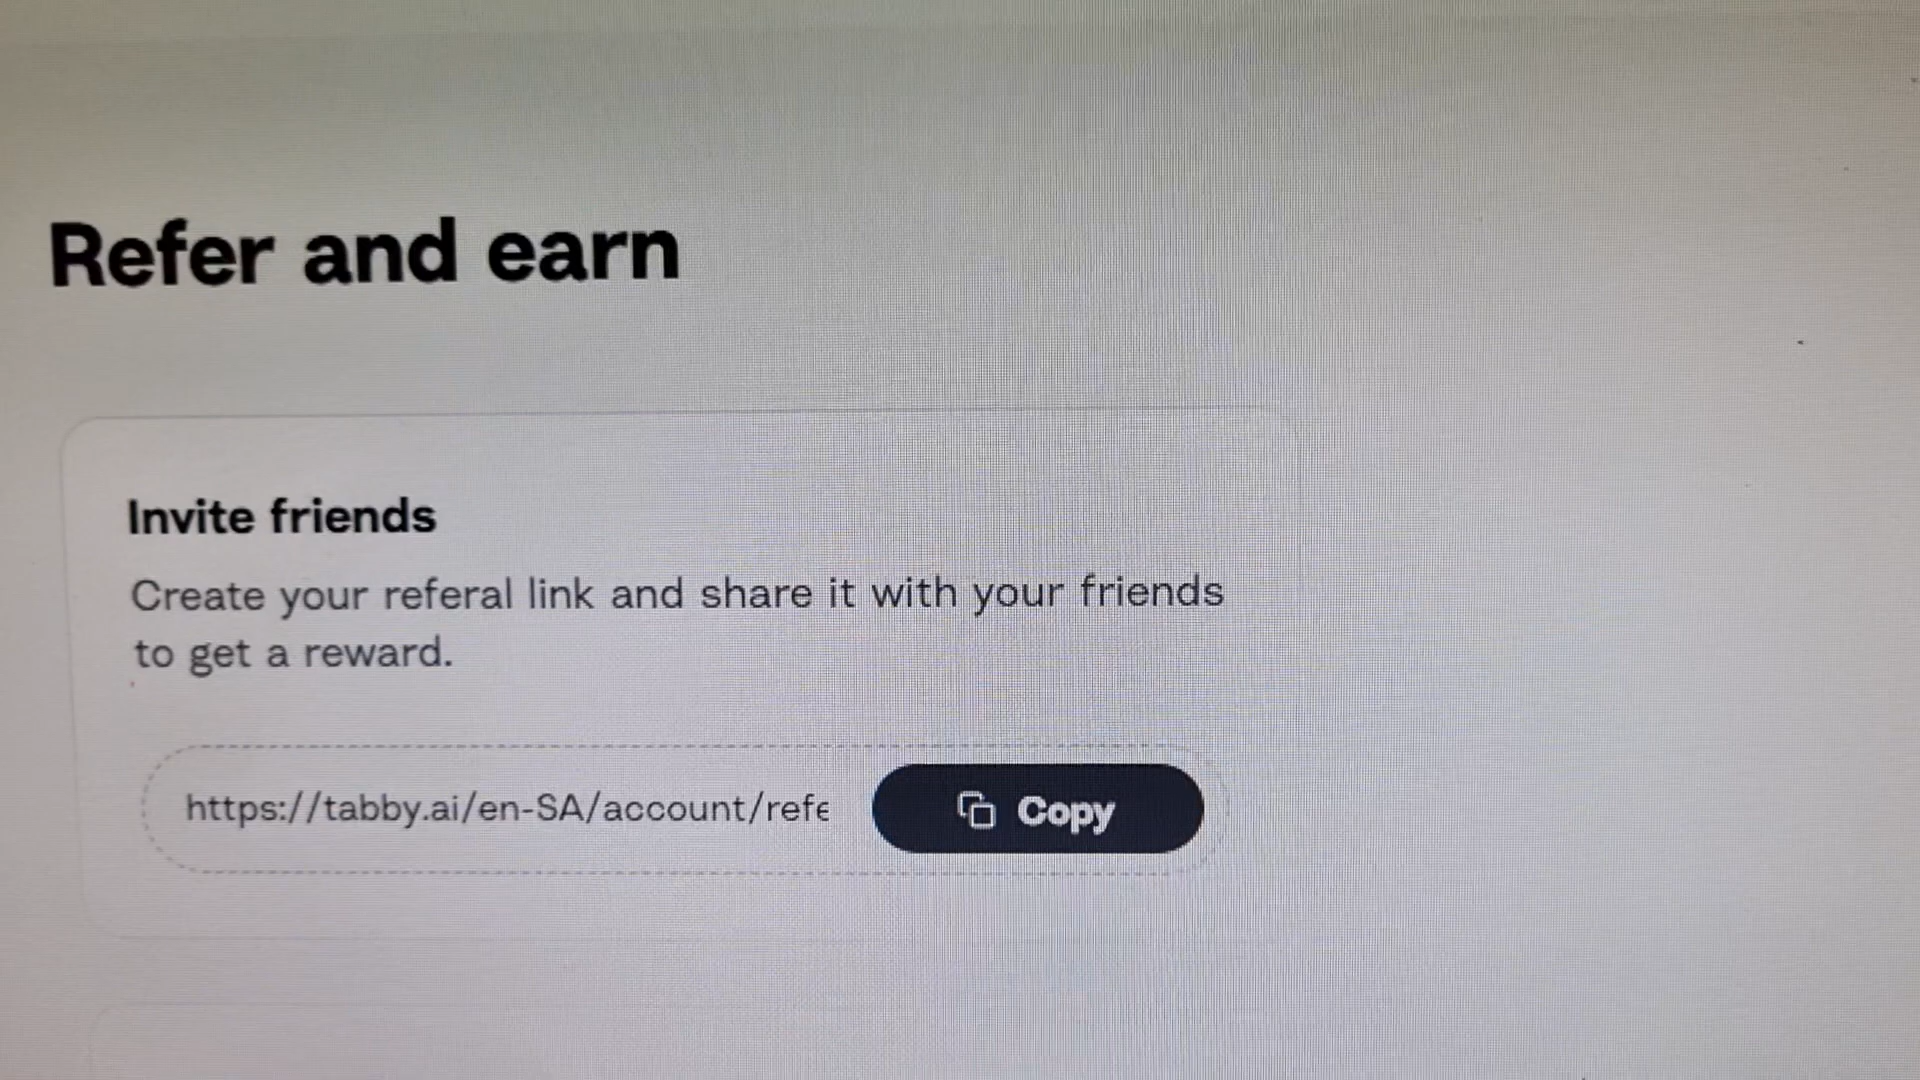 Refer and earn
Invite friends
Create your referal link and share it with your friends
to get a reward.
https://tabby.ai/en-SA/account/refe
Copy